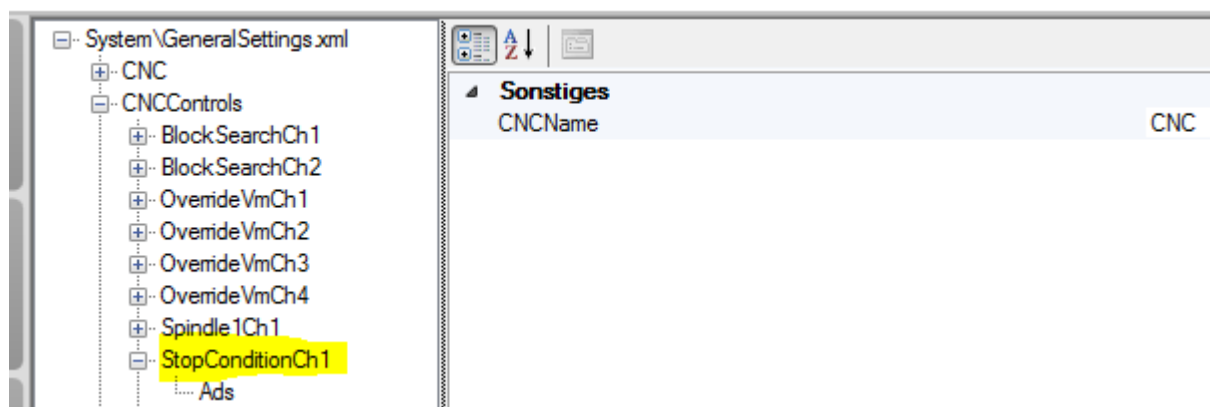 System\GeneralSettings.xml
CNC
CNCControls
BlockSearchCh1
BlockSearchCh2
OverrideVmCh1
OverrideVmCh2
OverrideVmCh3
OverrideVmCh4
Spindle1Ch1
StopConditionCh1
Ads
A
Z
Sonstiges
CNCName CNC